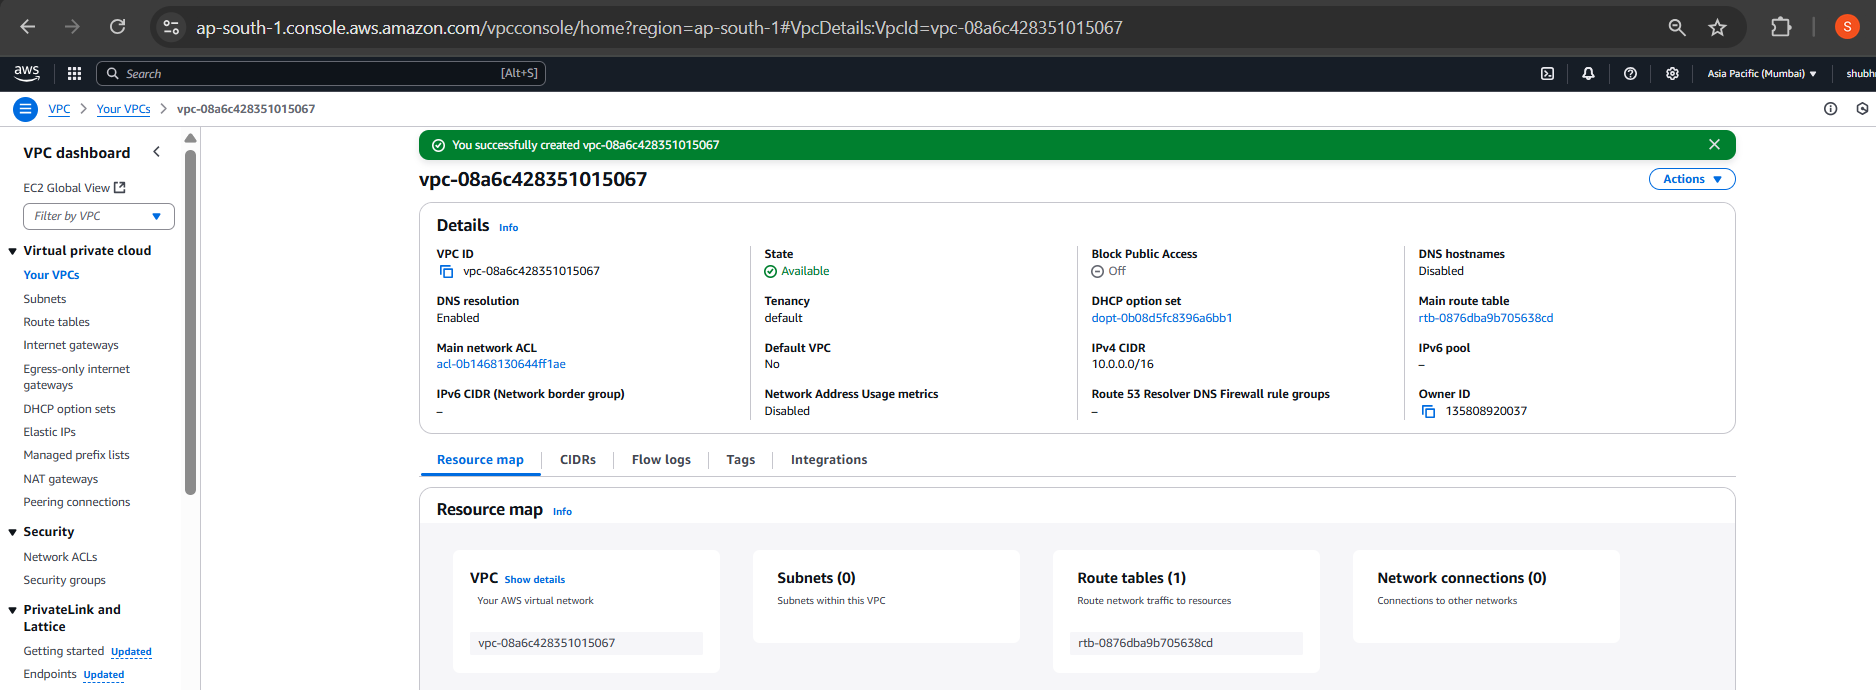 ap-south-1.console.aws.amazon.com/vpcconsole/home?region=ap-south-1#VpcDetails:VpcId=vpc-08a6c428351015067
S
aws
Search
[Alt+S]
Asia Pacific (Mumbai)
shubh
VPC
Your VPCs
vpc-08a6c428351015067
VPC dashboard
EC2 Global View
Filter by VPC
Virtual private cloud
Your VPCs
Subnets
Route tables
Internet gateways
Egress-only internet
gateways
DHCP option sets
Elastic IPs
Managed prefix lists
NAT gateways
Peering connections
Security
Network ACLs
Security groups
PrivateLink and
Lattice
Getting started Updated
Endpoints Updated
You successfully created vpc-08a6c428351015067
vpc-08a6c428351015067
Actions
Details Info
VPC ID
vpc-08a6c428351015067
State
Available
Block Public Access
Off
DNS hostnames
Disabled
DNS resolution
Enabled
Tenancy
default
DHCP option set
dopt-0b08d5fc8396a6bb1
Main route table
rtb-0876dba9b705638cd
Main network ACL
acl-0b1468130644ff1ae
Default VPC
No
IPv4 CIDR
10.0.0.0/16
IPv6 pool
–
IPv6 CIDR (Network border group)
–
Network Address Usage metrics
Disabled
Route 53 Resolver DNS Firewall rule groups
–
Owner ID
135808920037
Resource map
CIDRs
Flow logs
Tags
Integrations
Resource map Info
VPC Show details
Your AWS virtual network
vpc-08a6c428351015067
Subnets (0)
Subnets within this VPC
Route tables (1)
Route network traffic to resources
rtb-0876dba9b705638cd
Network connections (0)
Connections to other networks